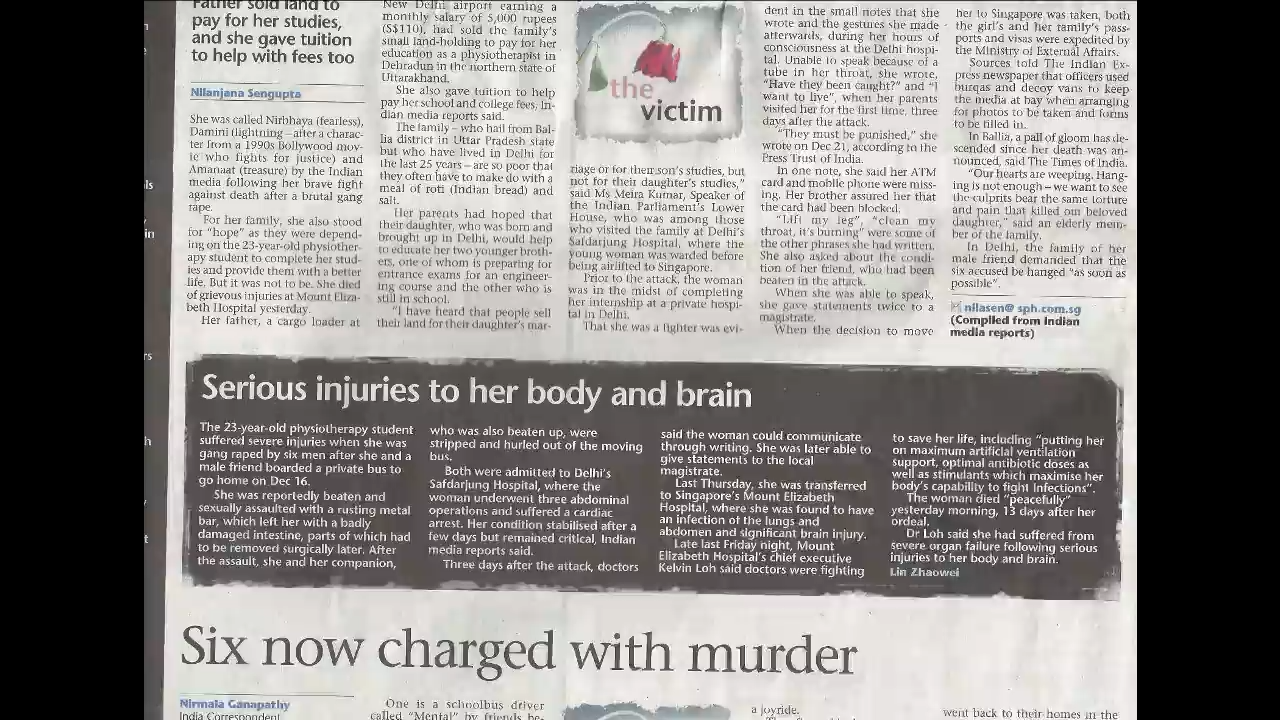 Father sold land to
pay for her studies,
and she gave tuition
to help with fees too
Nilanjana Sengupta
She was called Nirbhaya (fearless),
Damini (lightning – after a charac-
ter from a 1990s Bollywood mov-
ie who fights for justice) and
Amanaat (treasure) by the Indian
media following her brave fight
against death after a brutal gang
rape.
For her family, she also stood
for "hope" as they were depend-
ing on the 23-year-old physiother-
apy student to complete her stud-
ies and provide them with a better
life. But it was not to be. She died
of grievous injuries at Mount Eliza-
beth Hospital yesterday.
Her father, a cargo loader at
New Delhi airport earning a
monthly salary of 5,000 rupees
(S$110), had sold the family's
small land-holding to pay for her
education as a physiotherapist in
Dehradun in the northern state of
Uttarakhand.
She also gave tuition to help
pay her school and college fees, In-
dian media reports said.
The family – who hail from Bal-
lia district in Uttar Pradesh state
but who have lived in Delhi for
the last 25 years – are so poor that
they often have to make do with a
meal of roti (Indian bread) and
salt.
Her parents had hoped that
their daughter, who was born and
brought up in Delhi, would help
to educate her two younger broth-
ers, one of whom is preparing for
entrance exams for an engineer-
ing course and the other who is
still in school.
"I have heard that people sell
their land for their daughter's mar-
the
victim
riage or for their son's studies, but
not for their daughter's studies,"
said Ms Meira Kumar, Speaker of
the Indian Parliament's Lower
House, who was among those
who visited the family at Delhi's
Safdarjung Hospital, where the
young woman was warded before
being airlifted to Singapore.
Prior to the attack, the woman
was in the midst of completing
her internship at a private hospi-
tal in Delhi.
That she was a fighter was evi-
dent in the small notes that she
wrote and the gestures she made
afterwards, during her hours of
consciousness at the Delhi hospi-
tal. Unable to speak because of a
tube in her throat, she wrote,
"Have they been caught?" and "I
want to live", when her parents
visited her for the first time, three
days after the attack.
"They must be punished," she
wrote on Dec 21, according to the
Press Trust of India.
In one note, she said her ATM
card and mobile phone were miss-
ing. Her brother assured her that
the card had been blocked.
"Lift my leg", "clean my
throat, it's burning" were some of
the other phrases she had written.
She also asked about the condi-
tion of her friend, who had been
beaten in the attack.
When she was able to speak,
she gave statements twice to a
magistrate.
When the decision to move
her to Singapore was taken, both
the girl's and her family's pass-
ports and visas were expedited by
the Ministry of External Affairs.
Sources told The Indian Ex-
press newspaper that officers used
burqas and decoy vans to keep
the media at bay when arranging
for photos to be taken and forms
to be filled in.
In Ballia, a pall of gloom has de-
scended since her death was an-
nounced, said The Times of India.
"Our hearts are weeping. Hang-
ing is not enough – we want to see
the culprits bear the same torture
and pain that killed our beloved
daughter," said an elderly mem-
ber of the family.
In Delhi, the family of her
male friend demanded that the
six accused be hanged "as soon as
possible".
nilasen@sph.com.sg
(Compiled from Indian
media reports)
Serious injuries to her body and brain
The 23-year-old physiotherapy student
suffered severe injuries when she was
gang raped by six men after she and a
male friend boarded a private bus to
go home on Dec 16.
She was reportedly beaten and
sexually assaulted with a rusting metal
bar, which left her with a badly
damaged intestine, parts of which had
to be removed surgically later. After
the assault, she and her companion,
who was also beaten up, were
stripped and hurled out of the moving
bus.
Both were admitted to Delhi's
Safdarjung Hospital, where the
woman underwent three abdominal
operations and suffered a cardiac
arrest. Her condition stabilised after a
few days but remained critical, Indian
media reports said.
Three days after the attack, doctors
said the woman could communicate
through writing. She was later able to
give statements to the local
magistrate.
Last Thursday, she was transferred
to Singapore's Mount Elizabeth
Hospital, where she was found to have
an infection of the lungs and
abdomen and significant brain injury.
Late last Friday night, Mount
Elizabeth Hospital's chief executive
Kelvin Loh said doctors were fighting
to save her life, including "putting her
on maximum artificial ventilation
support, optimal antibiotic doses as
well as stimulants which maximise her
body's capability to fight infections".
The woman died "peacefully"
yesterday morning, 13 days after her
ordeal.
Dr Loh said she had suffered from
severe organ failure following serious
injuries to her body and brain.
Lin Zhaowei
Six now charged with murder
Nirmala Ganapathy
India Correspondent
One is a schoolbus driver
called "Mental" by friends be-
a joyride.
went back to their homes in the